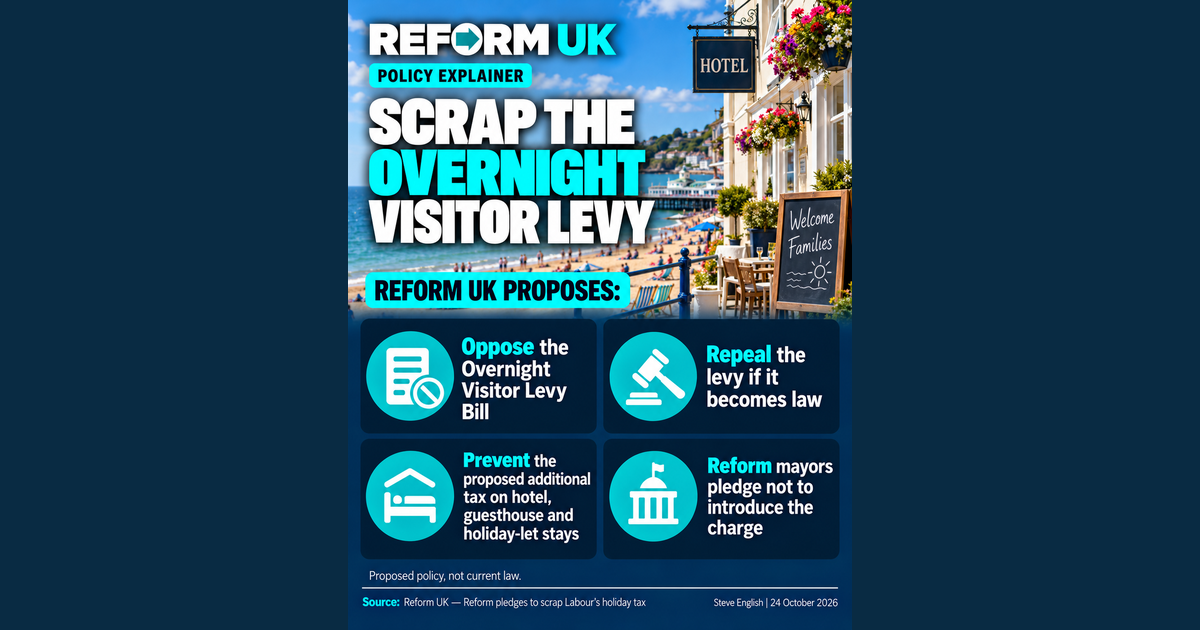 REFORM UK
POLICY EXPLAINER
SCRAP THE
OVERNIGHT
VISITOR LEVY
HOTEL
Welcome
Families
REFORM UK PROPOSES:
Oppose the
Overnight
Visitor Levy
Bill
Repeal the
levy if it
becomes law
Prevent the
proposed additional
tax on hotel,
guesthouse and
holiday-let stays
Reform mayors
pledge not to
introduce the
charge
Proposed policy, not current law.
Source: Reform UK — Reform pledges to scrap Labour's holiday tax
Steve English | 24 October 2026